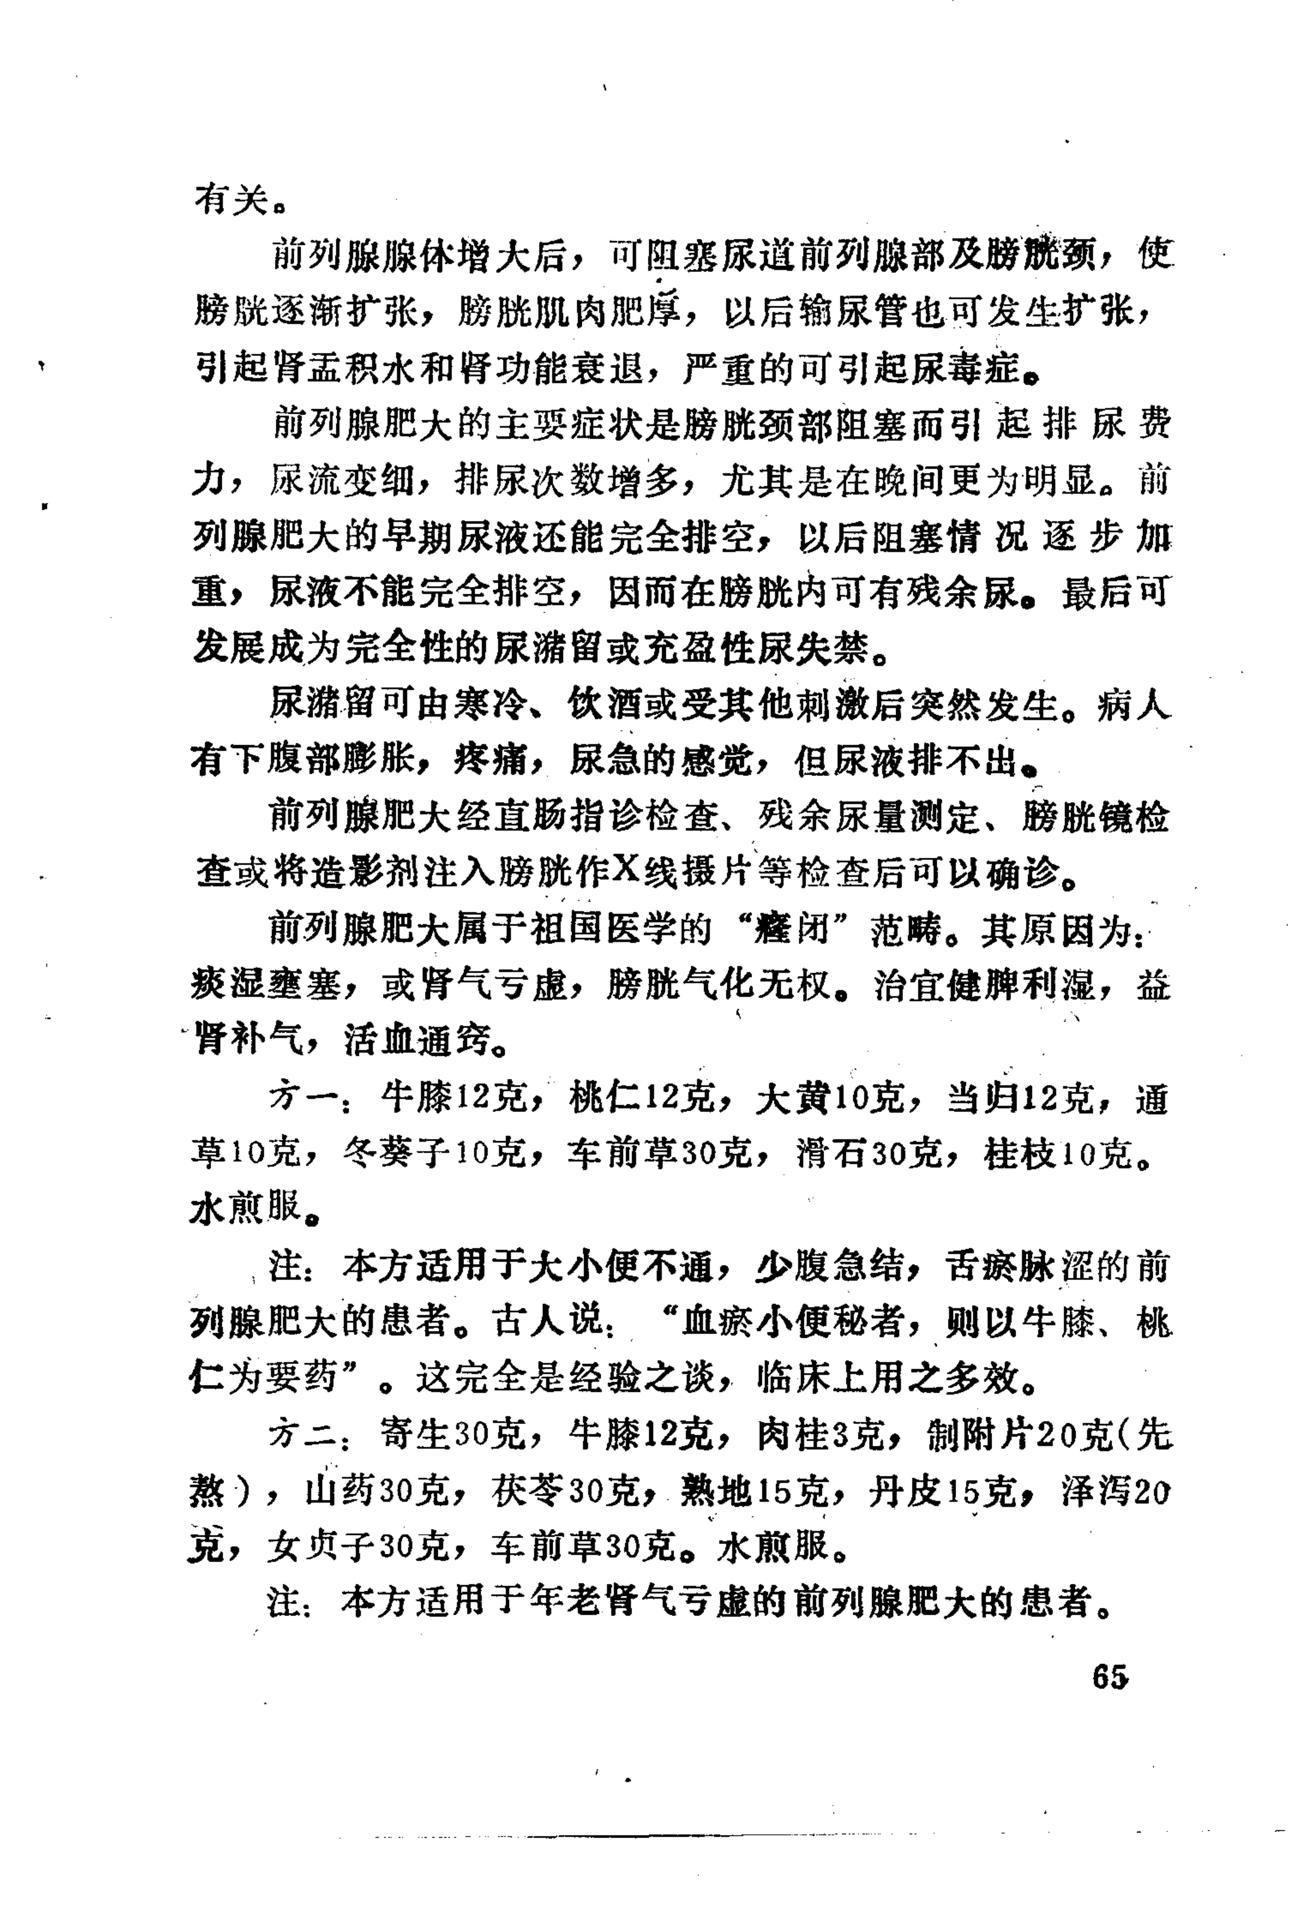 有关。
前列腺腺体增大后，可阻塞尿道前列腺部及膀胱颈，使
膀胱逐渐扩张，膀胱肌肉肥厚，以后输尿管也可发生扩张，
引起肾盂积水和肾功能衰退，严重的可引起尿毒症。
前列腺肥大的主要症状是膀胱颈部阻塞而引起排尿费
力，尿流变细，排尿次数增多，尤其是在晚间更为明显。前
列腺肥大的早期尿液还能完全排空，以后阻塞情况逐步加
重，尿液不能完全排空，因而在膀胱内可有残余尿。最后可
发展成为完全性的尿潴留或充盈性尿失禁。
尿潴留可由寒冷、饮酒或受其他刺激后突然发生。病人
有下腹部膨胀，疼痛，尿急的感觉，但尿液排不出。
前列腺肥大经直肠指诊检查、残余尿量测定、膀胱镜检
查或将造影剂注入膀胱作X线摄片等检查后可以确诊。
前列腺肥大属于祖国医学的“癃闭”范畴。其原因为：
痰湿壅塞，或肾气亏虚，膀胱气化无权。治宜健脾利湿，益
肾补气，活血通窍。
方一：牛膝12克，桃仁12克，大黄10克，当归12克，通
草10克，冬葵子10克，车前草30克，滑石30克，桂枝10克。
水煎服。
注：本方适用于大小便不通，少腹急结，舌瘀脉涩的前
列腺肥大的患者。古人说：“血瘀小便秘者，则以牛膝、桃
仁为要药”。这完全是经验之谈，临床上用之多效。
方二：寄生30克，牛膝12克，肉桂3克，制附片20克(先
熬)，山药30克，茯苓30克，熟地15克，丹皮15克，泽泻20
克，女贞子30克，车前草30克。水煎服。
注：本方适用于年老肾气亏虚的前列腺肥大的患者。
65